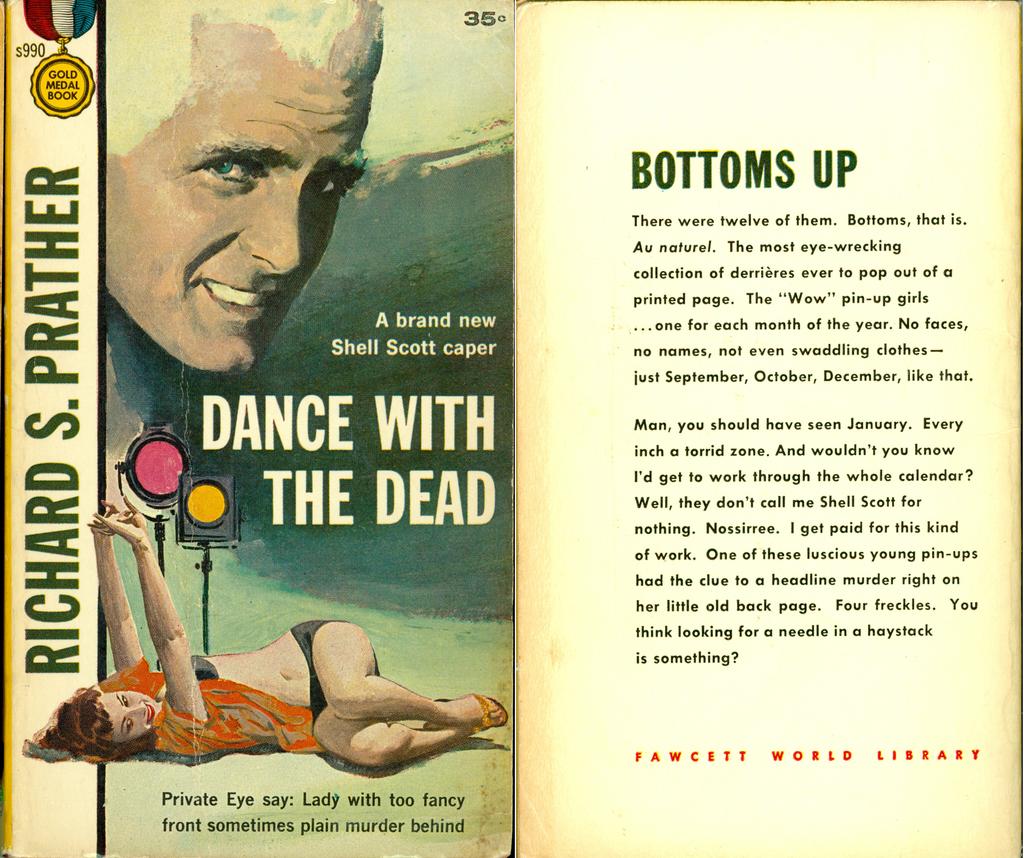 35c
s990
GOLD
MEDAL
BOOK
RICHARD S. PRATHER
A brand new
Shell Scott caper
DANCE WITH
THE DEAD
Private Eye say: Lady with too fancy
front sometimes plain murder behind
BOTTOMS UP
There were twelve of them. Bottoms, that is.
Au naturel. The most eye-wrecking
collection of derrières ever to pop out of a
printed page. The "Wow" pin-up girls
...one for each month of the year. No faces,
no names, not even swaddling clothes—
just September, October, December, like that.
Man, you should have seen January. Every
inch a torrid zone. And wouldn't you know
I'd get to work through the whole calendar?
Well, they don't call me Shell Scott for
nothing. Nossirree. I get paid for this kind
of work. One of these luscious young pin-ups
had the clue to a headline murder right on
her little old back page. Four freckles. You
think looking for a needle in a haystack
is something?
FAWCETT WORLD LIBRARY